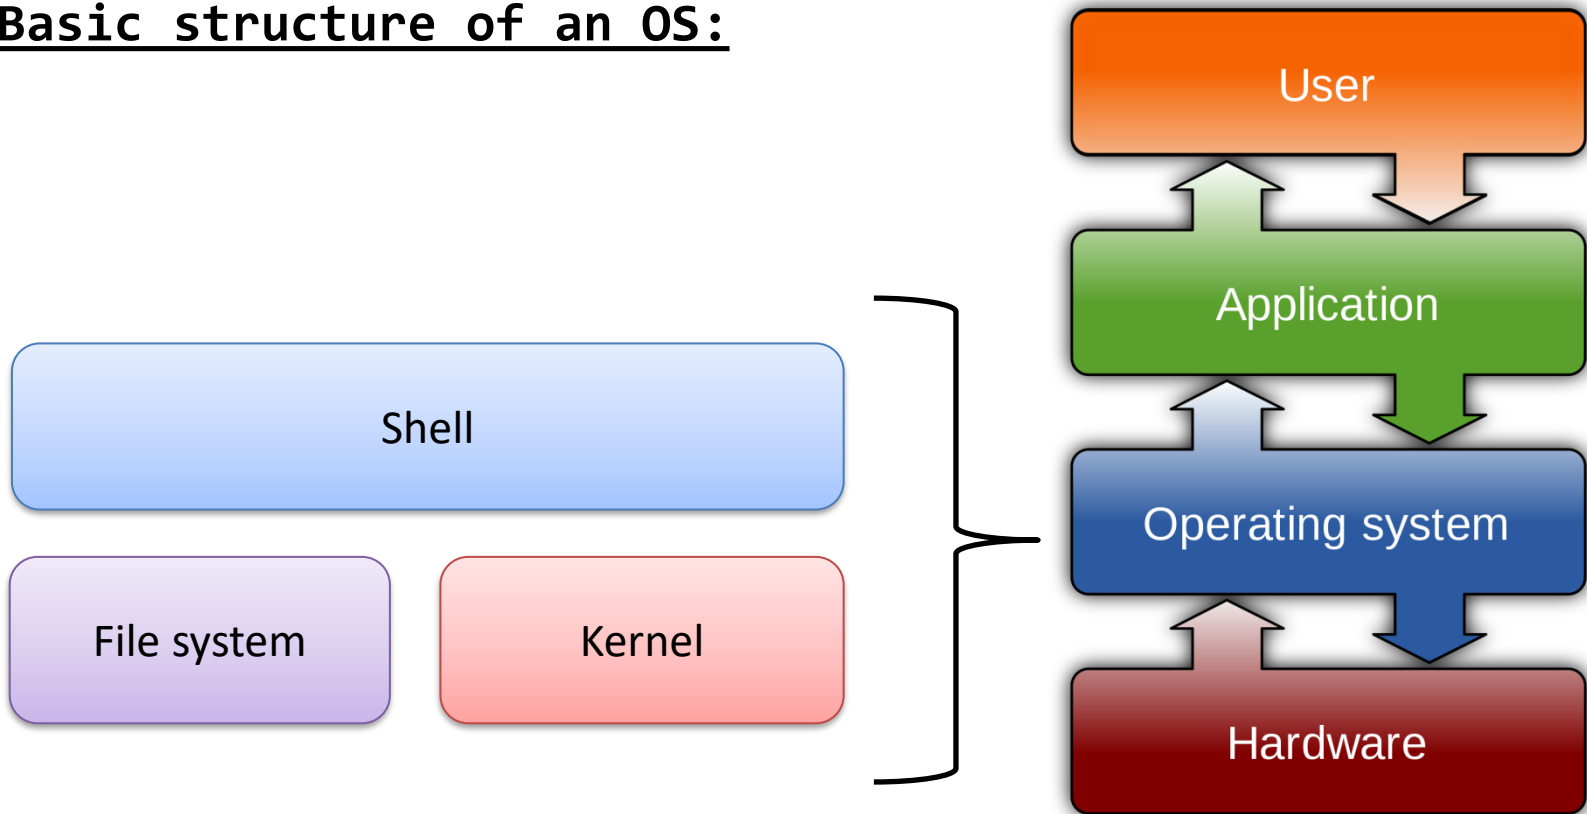 Basic structure of an OS:
User
Application
Shell
Operating system
File system
Kernel
Hardware